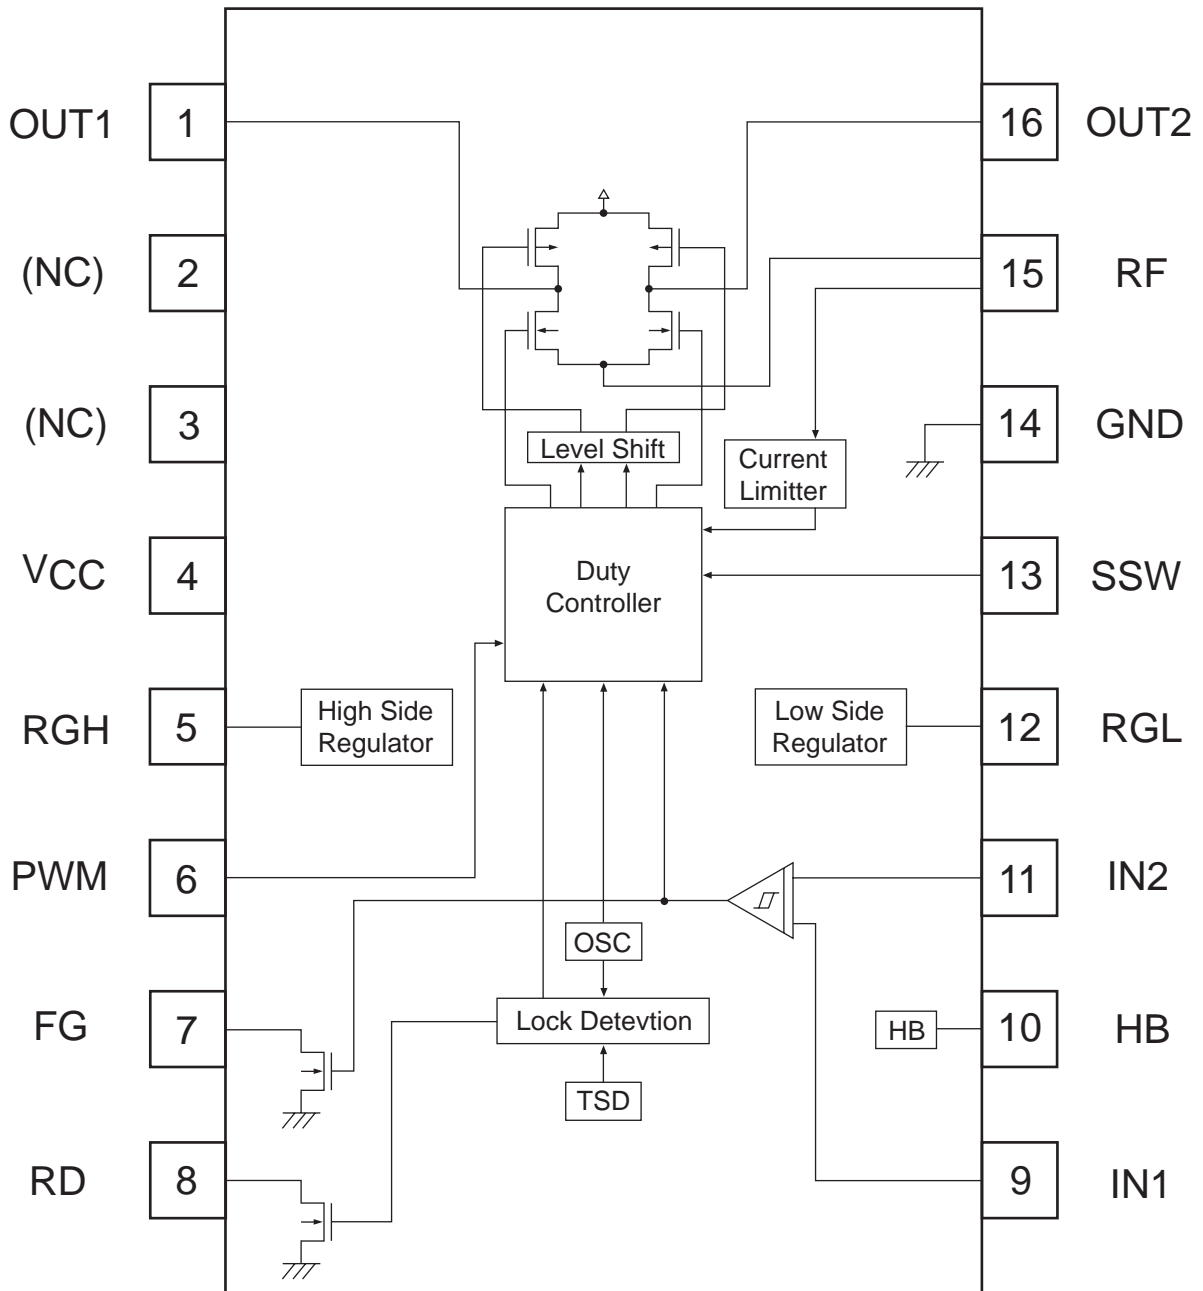 OUT1
1
16
OUT2
(NC)
2
15
RF
(NC)
3
14
GND
Level Shift
Current
Limitter
VCC
4
13
SSW
Duty
Controller
RGH
5
High Side
Regulator
Low Side
Regulator
12
RGL
PWM
6
11
IN2
OSC
FG
7
Lock Detevtion
HB
10
HB
TSD
RD
8
9
IN1